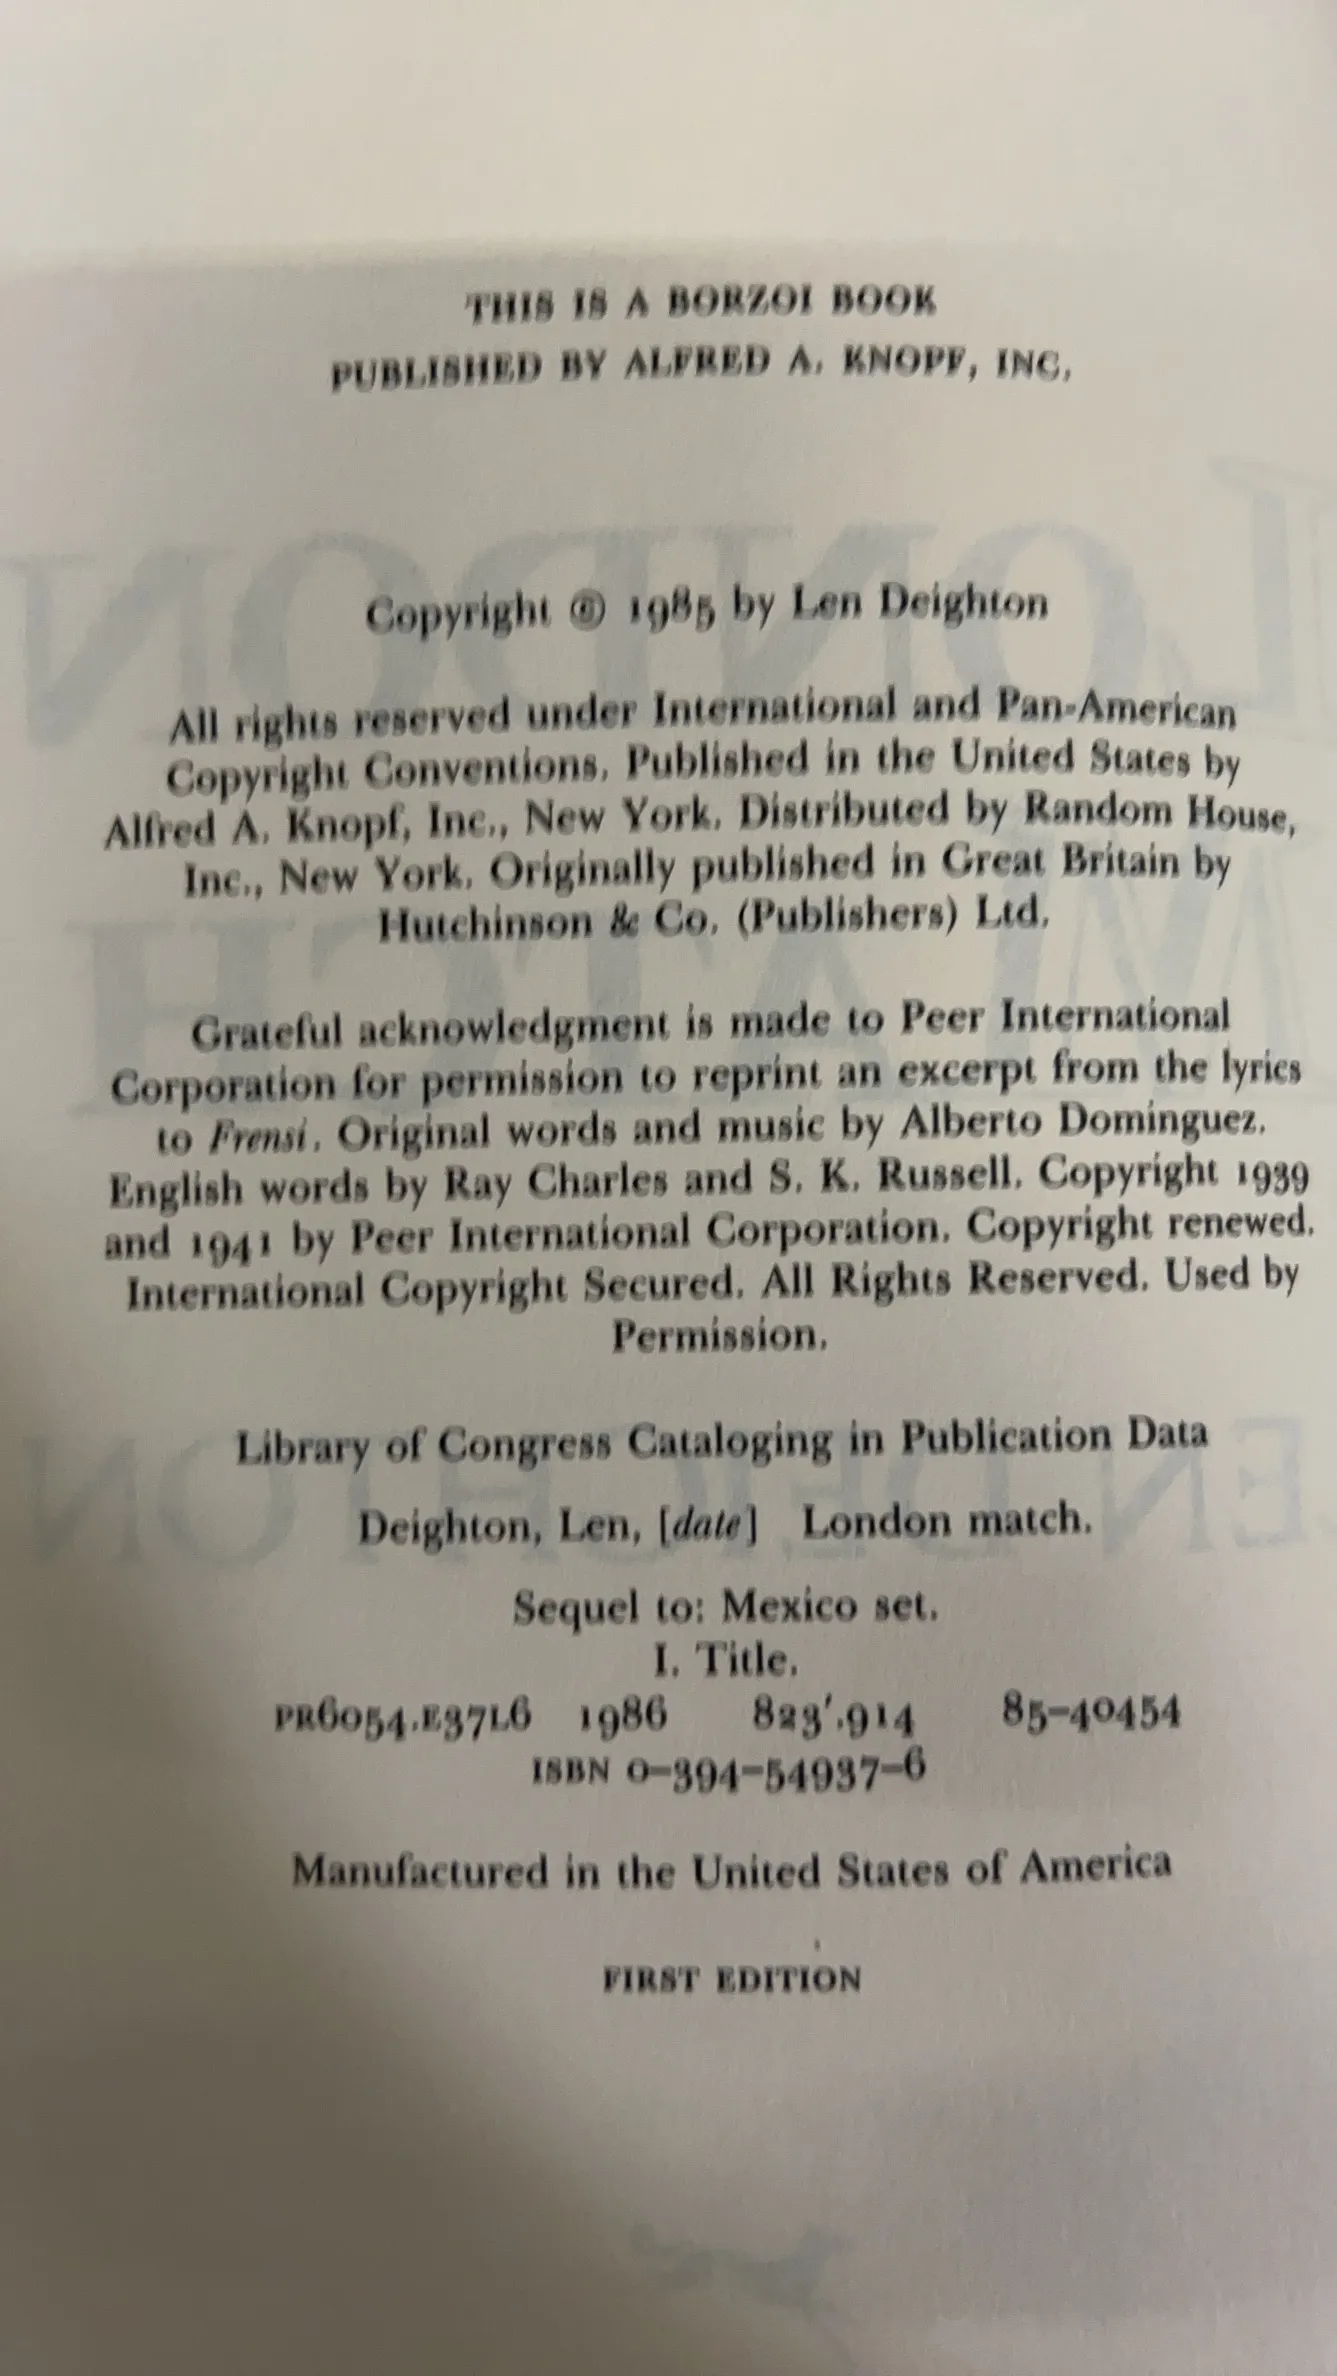 THIS IS A BORZOI BOOK
PUBLISHED BY ALFRED A. KNOPF, INC.
Copyright © 1985 by Len Deighton
All rights reserved under International and Pan-American
Copyright Conventions. Published in the United States by
Alfred A. Knopf, Inc., New York. Distributed by Random House,
Inc., New York. Originally published in Great Britain by
Hutchinson & Co. (Publishers) Ltd.
Grateful acknowledgment is made to Peer International
Corporation for permission to reprint an excerpt from the lyrics
to Frensi. Original words and music by Alberto Dominguez.
English words by Ray Charles and S. K. Russell. Copyright 1939
and 1941 by Peer International Corporation. Copyright renewed.
International Copyright Secured. All Rights Reserved. Used by
Permission.
Library of Congress Cataloging in Publication Data
Deighton, Len, [date] London match.
Sequel to: Mexico set.
I. Title.
PR6054.E37L6 1986 823'.914 85-40454
ISBN 0-394-54937-6
Manufactured in the United States of America
FIRST EDITION